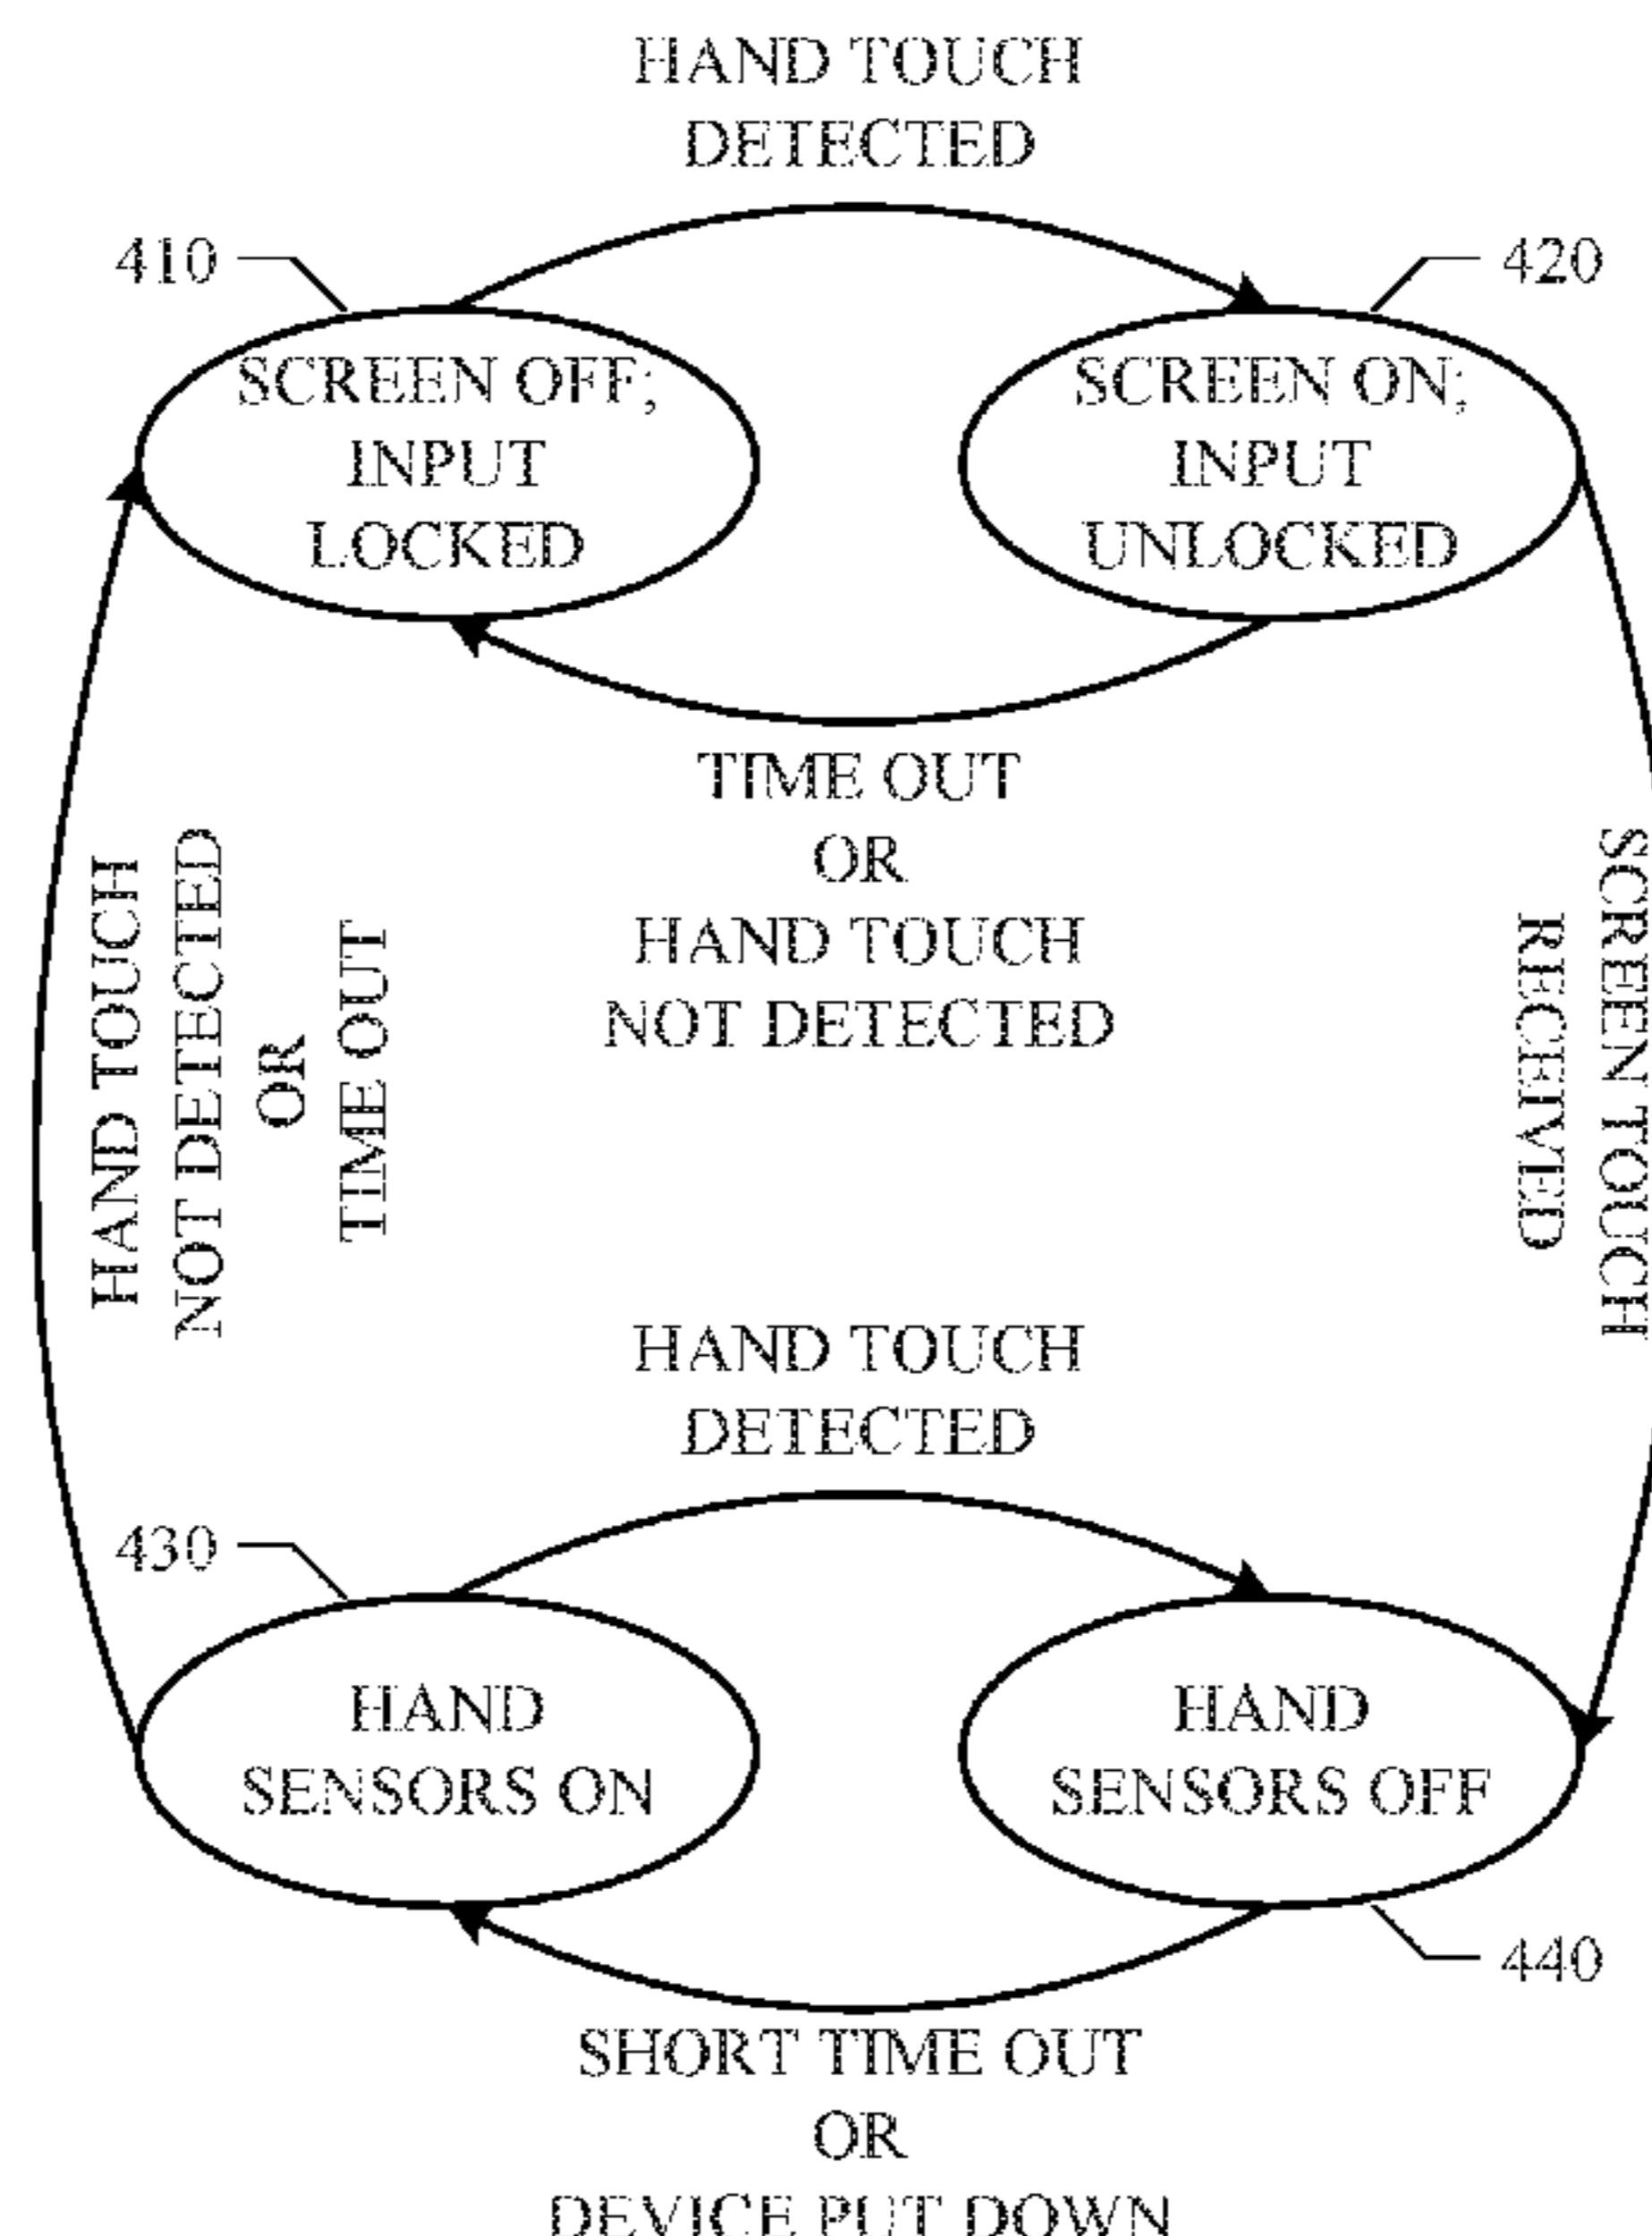 HAND TOUCH
DETECTED
410
420
SCREEN OFF;
INPUT
LOCKED
SCREEN ON;
INPUT
UNLOCKED
TIME OUT
OR
HAND TOUCH
NOT DETECTED
HAND TOUCH
NOT DETECTED
OR
TIME OUT
SCREEN TOUCH
RECEIVED
HAND TOUCH
DETECTED
430
HAND
SENSORS ON
HAND
SENSORS OFF
440
SHORT TIME OUT
OR
DEVICE PUT DOWN